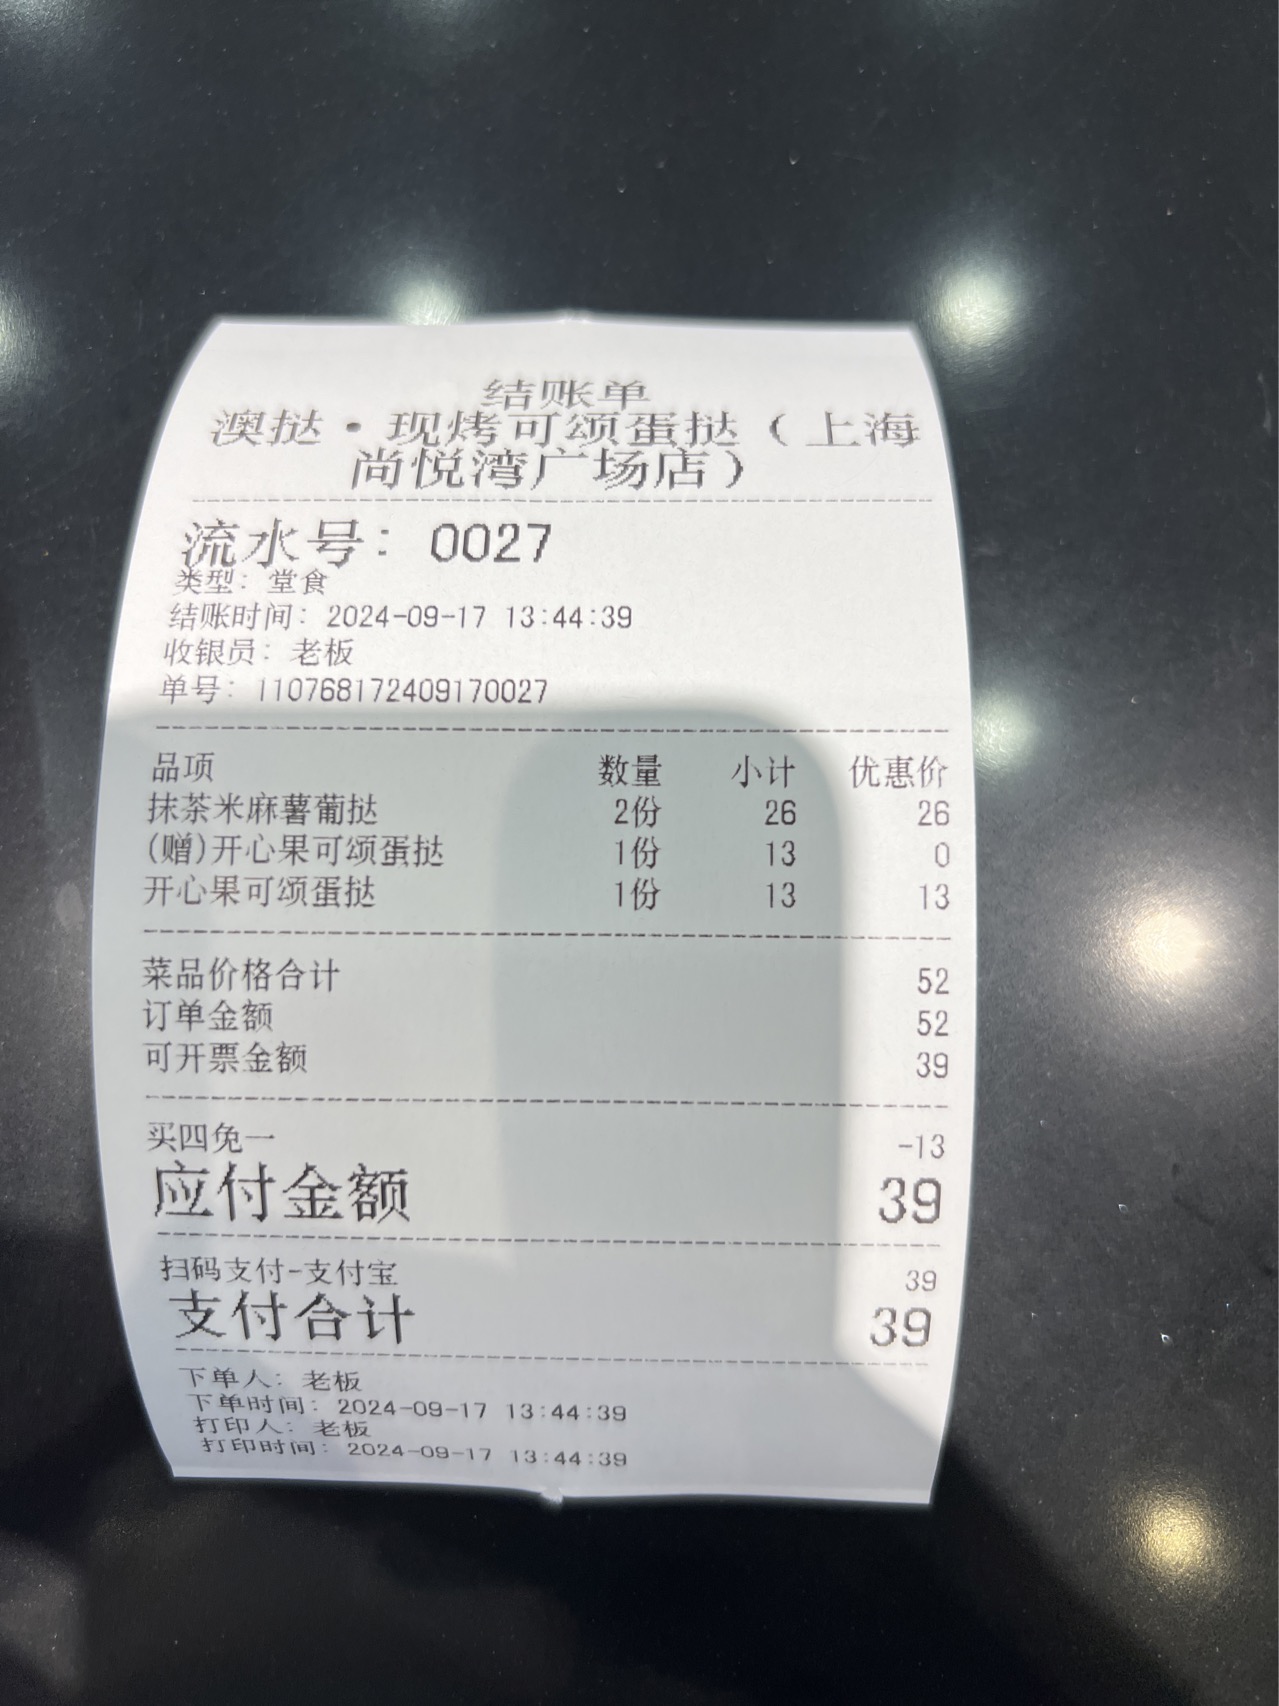 结账单
澳挞·现烤可颂蛋挞（上海
尚悦湾广场店）
流水号: 0027
类型: 堂食
结账时间: 2024-09-17 13:44:39
收银员: 老板
单号: 110768172409170027
品项 数量 小计 优惠价
抹茶米麻薯葡挞 2份 26 26
(赠)开心果可颂蛋挞 1份 13 0
开心果可颂蛋挞 1份 13 13
菜品价格合计 52
订单金额 52
可开票金额 39
买四免一 -13
应付金额 39
扫码支付-支付宝 39
支付合计 39
下单人: 老板
下单时间: 2024-09-17 13:44:39
打印人: 老板
打印时间: 2024-09-17 13:44:39